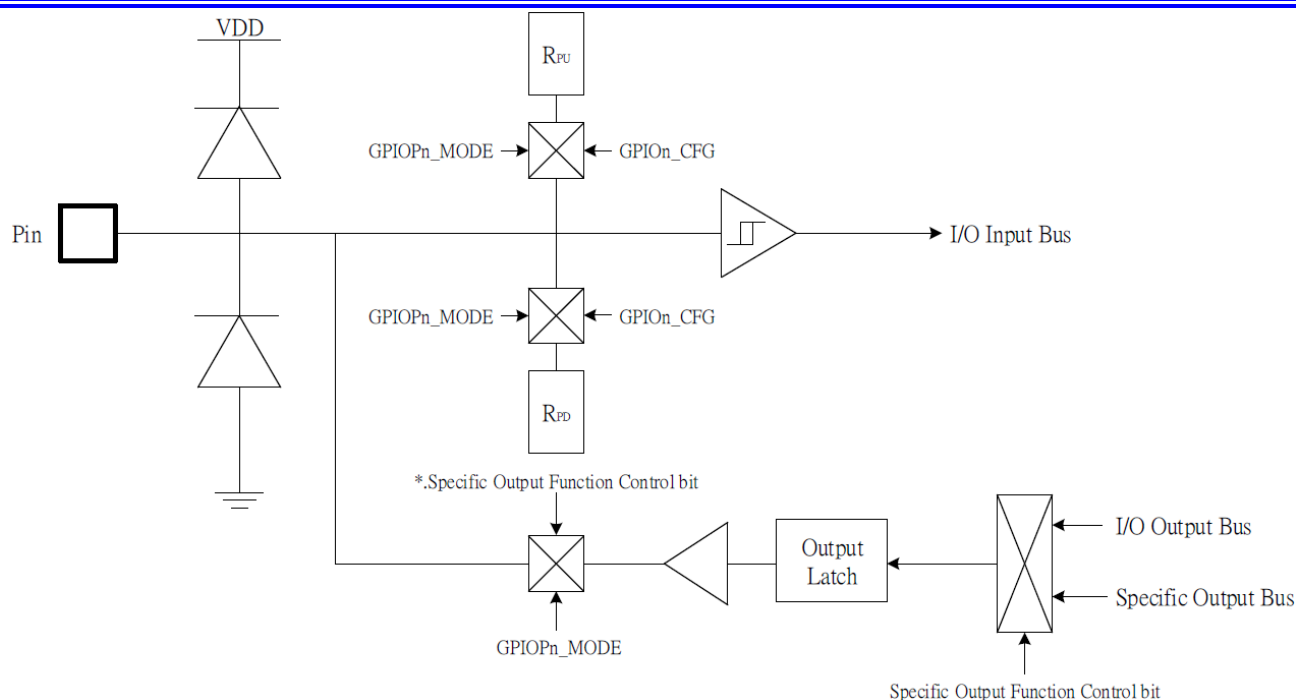 VDD
RPU
GPIOPn_MODE
GPIOn_CFG
Pin
I/O Input Bus
GPIOPn_MODE
GPIOn_CFG
RPD
*.Specific Output Function Control bit
I/O Output Bus
Output
Latch
Specific Output Bus
GPIOPn_MODE
Specific Output Function Control bit